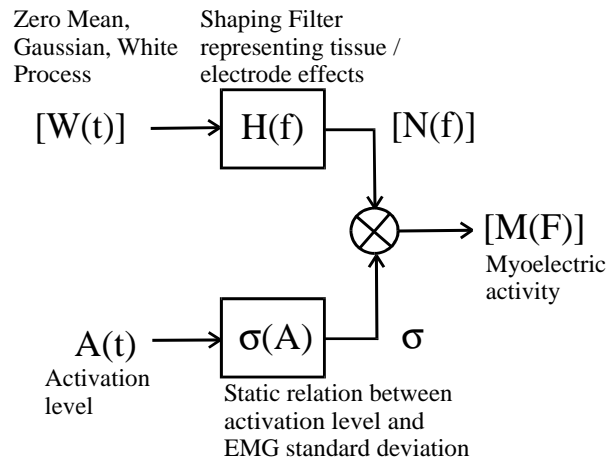 Zero Mean,
Gaussian, White
Process
Shaping Filter
representing tissue /
electrode effects
[W(t)]
H(f)
[N(f)]
[M(F)]
Myoelectric
activity
A(t)
Activation
level
σ(A)
σ
Static relation between
activation level and
EMG standard deviation